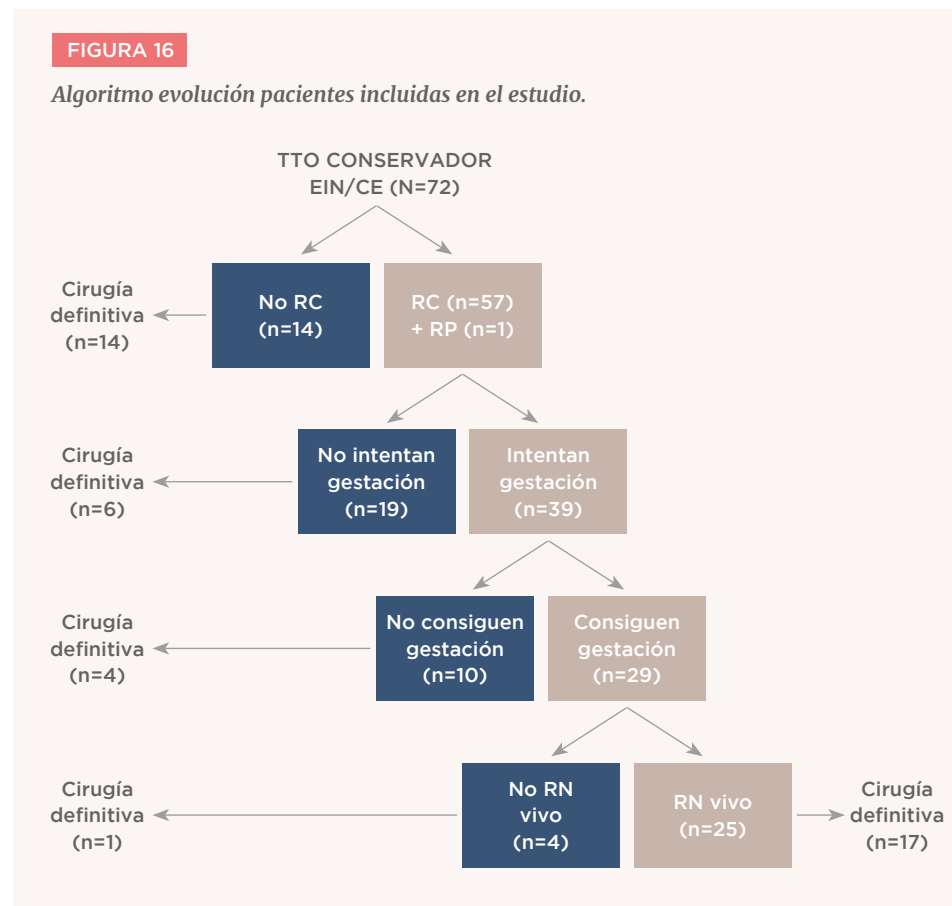 FIGURA 16
Algoritmo evolución pacientes incluidas en el estudio.
TTO CONSERVADOR
EIN/CE (N=72)
Cirugía
definitiva
(n=14)
No RC
(n=14)
RC (n=57)
+ RP (n=1)
Cirugía
definitiva
(n=6)
No intentan
gestación
(n=19)
Intentan
gestación
(n=39)
Cirugía
definitiva
(n=4)
No consiguen
gestación
(n=10)
Consiguen
gestación
(n=29)
Cirugía
definitiva
(n=1)
No RN
vivo
(n=4)
RN vivo
(n=25)
Cirugía
definitiva
(n=17)